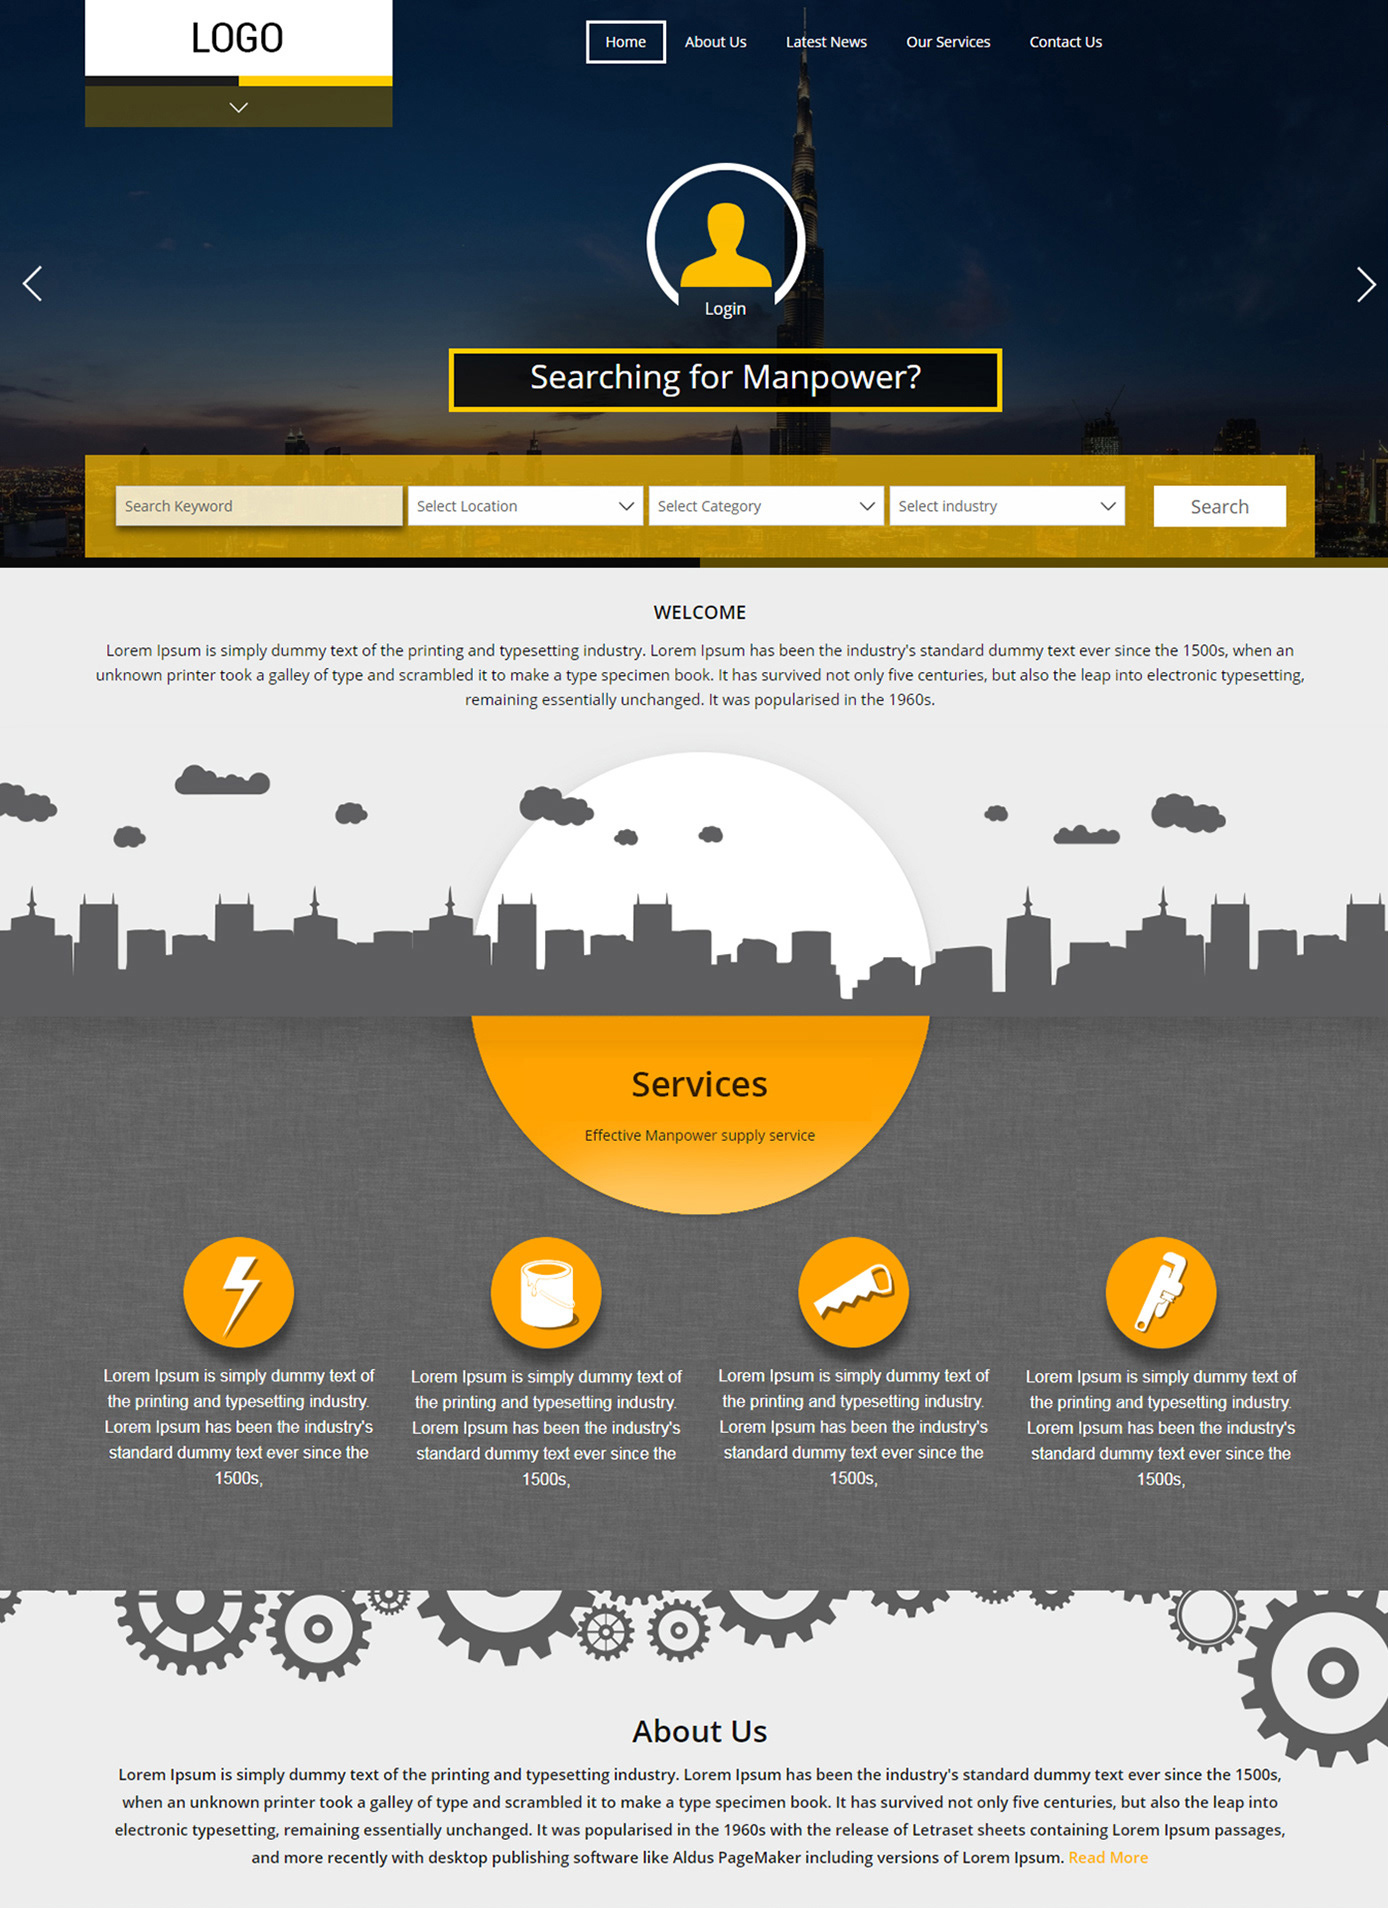 LOGO
Home About Us Latest News Our Services Contact Us
Login
Searching for Manpower?
Search Keyword Select Location Select Category Select industry Search
WELCOME
Lorem Ipsum is simply dummy text of the printing and typesetting industry. Lorem Ipsum has been the industry's standard dummy text ever since the 1500s, when an
unknown printer took a galley of type and scrambled it to make a type specimen book. It has survived not only five centuries, but also the leap into electronic typesetting,
remaining essentially unchanged. It was popularised in the 1960s.
Services
Effective Manpower supply service
Lorem Ipsum is simply dummy text of
the printing and typesetting industry.
Lorem Ipsum has been the industry's
standard dummy text ever since the
1500s,
Lorem Ipsum is simply dummy text of
the printing and typesetting industry.
Lorem Ipsum has been the industry's
standard dummy text ever since the
1500s,
Lorem Ipsum is simply dummy text of
the printing and typesetting industry.
Lorem Ipsum has been the industry's
standard dummy text ever since the
1500s,
Lorem Ipsum is simply dummy text of
the printing and typesetting industry.
Lorem Ipsum has been the industry's
standard dummy text ever since the
1500s,
About Us
Lorem Ipsum is simply dummy text of the printing and typesetting industry. Lorem Ipsum has been the industry's standard dummy text ever since the 1500s,
when an unknown printer took a galley of type and scrambled it to make a type specimen book. It has survived not only five centuries, but also the leap into
electronic typesetting, remaining essentially unchanged. It was popularised in the 1960s with the release of Letraset sheets containing Lorem Ipsum passages,
and more recently with desktop publishing software like Aldus PageMaker including versions of Lorem Ipsum. Read More